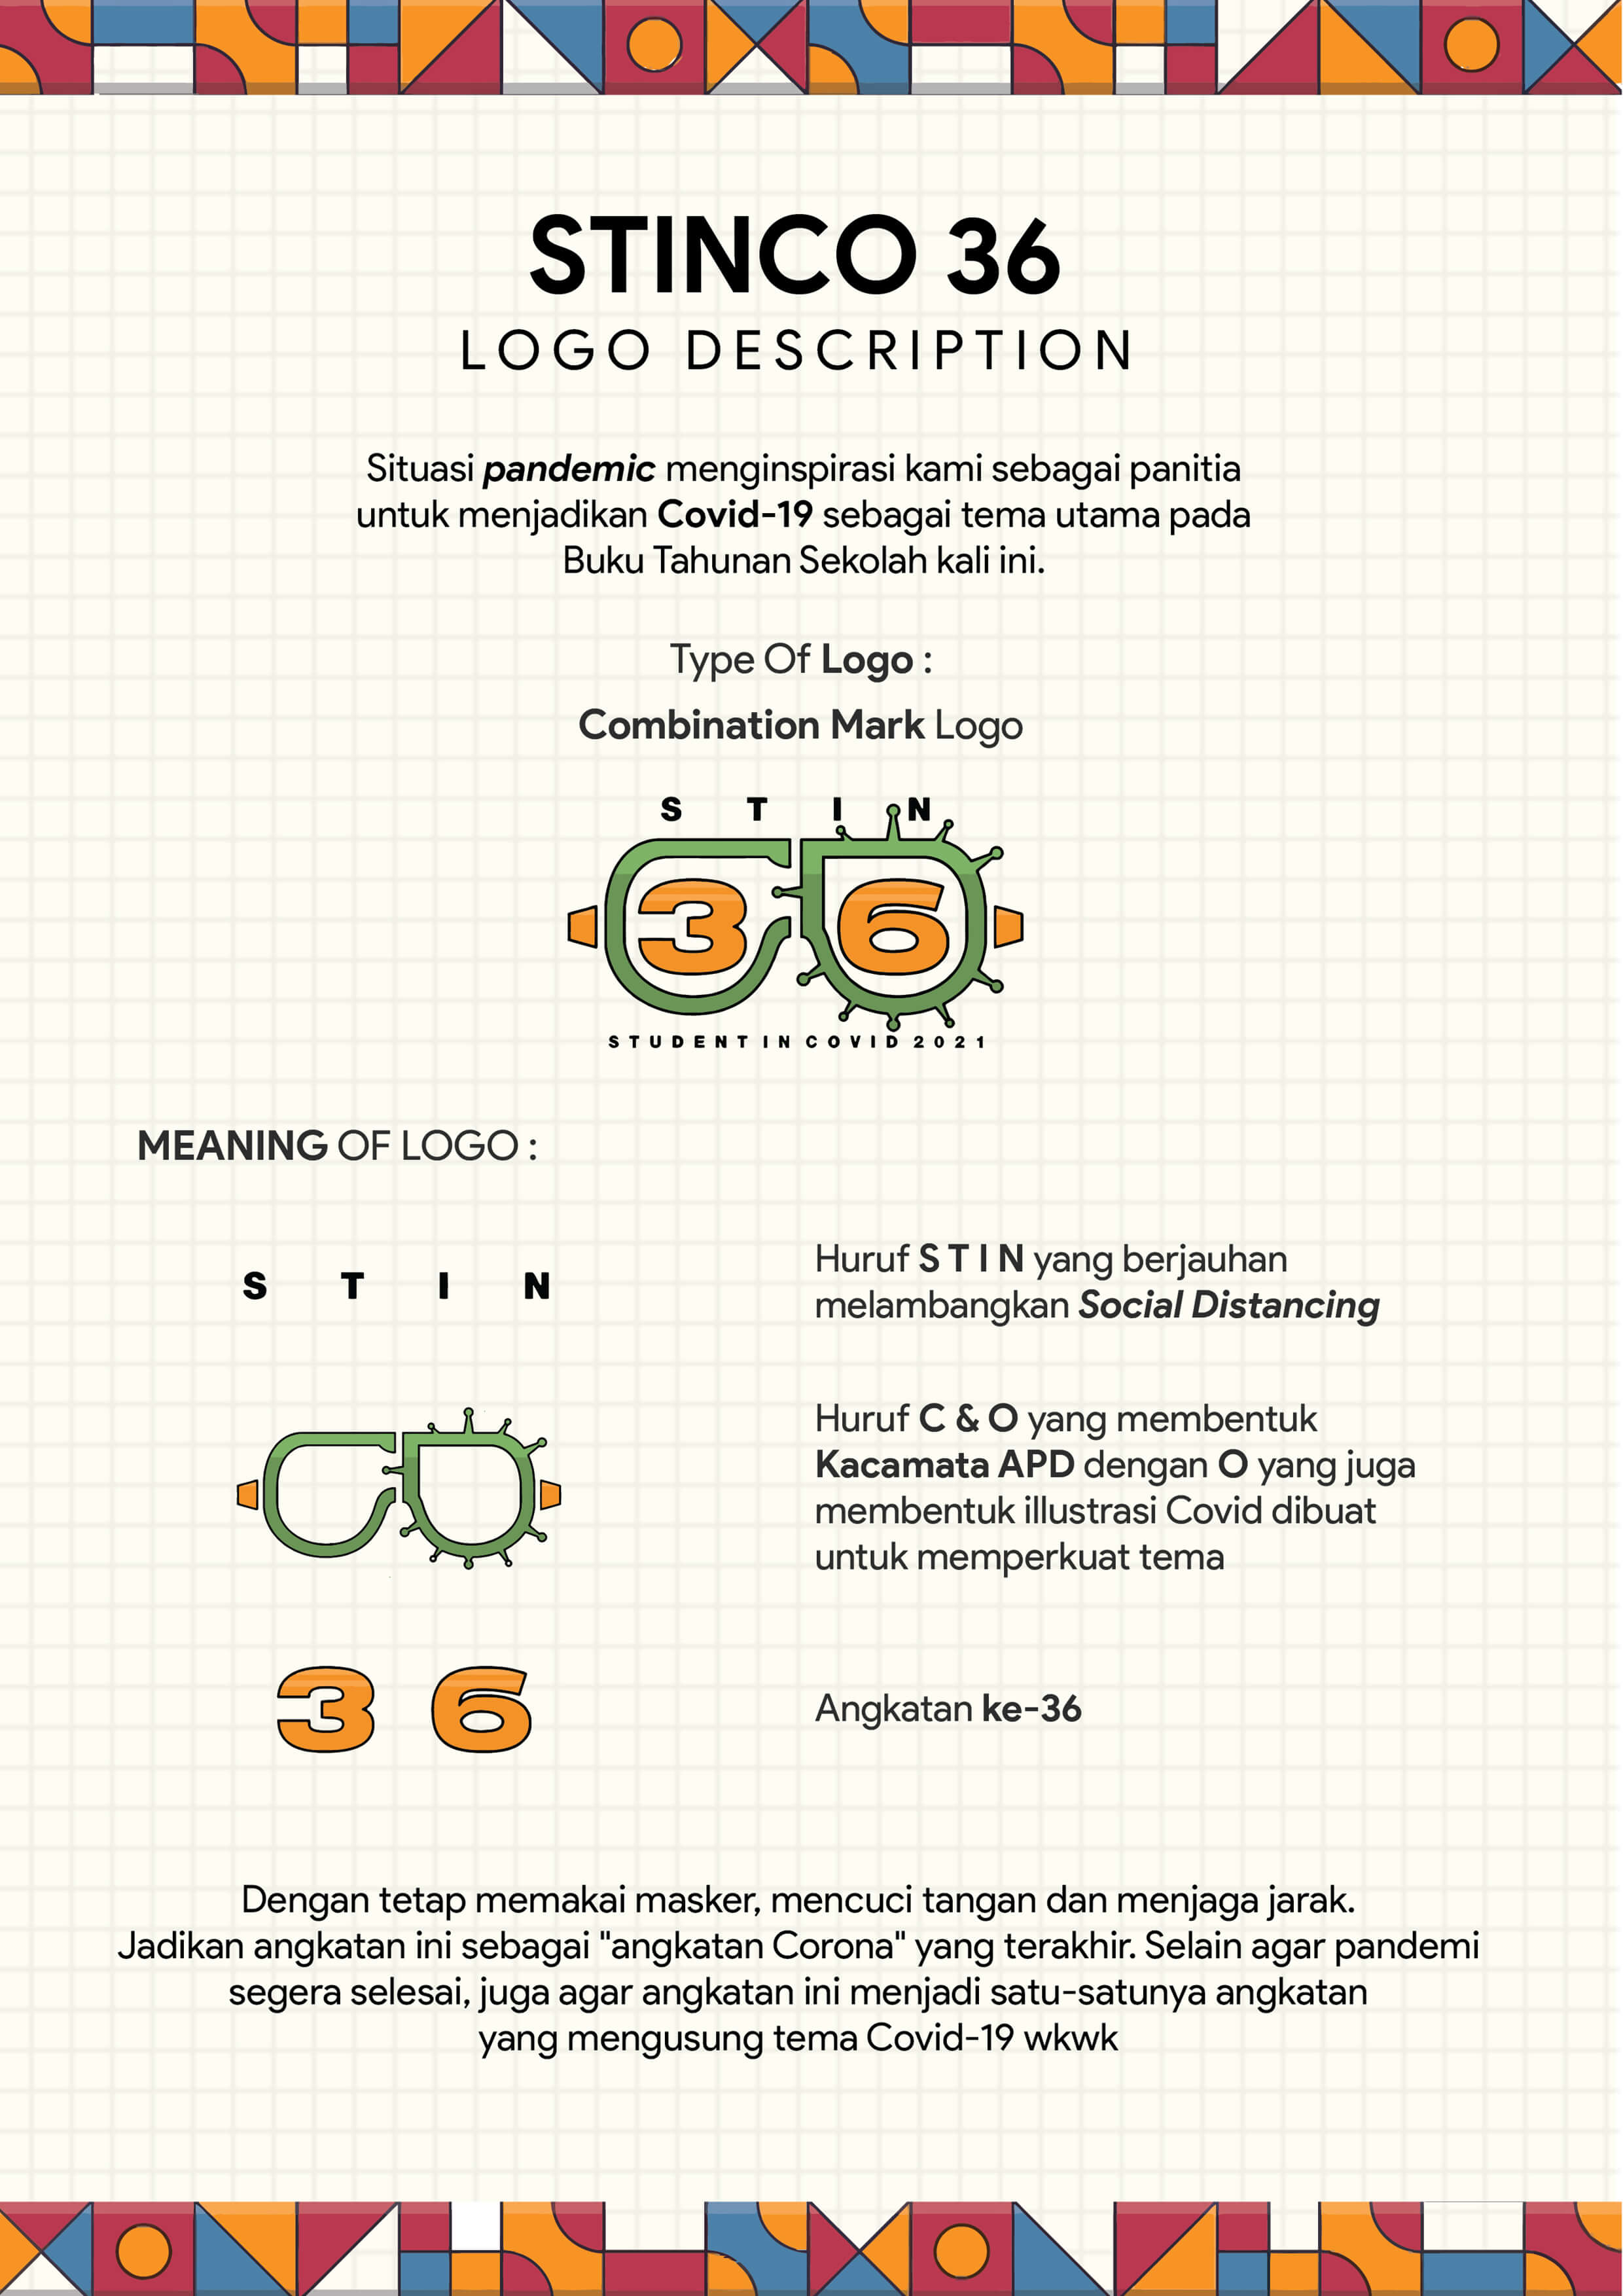 STINCO 36
LOGO DESCRIPTION
Situasi pandemic menginspirasi kami sebagai panitia
untuk menjadikan Covid-19 sebagai tema utama pada
Buku Tahunan Sekolah kali ini.
Type Of Logo :
Combination Mark Logo
S T I N
36
STUDENT IN COVID 2021
MEANING OF LOGO :
S T I N
Huruf S T I N yang berjauhan
melambangkan Social Distancing
Huruf C & O yang membentuk
Kacamata APD dengan O yang juga
membentuk illustrasi Covid dibuat
untuk memperkuat tema
3 6
Angkatan ke-36
Dengan tetap memakai masker, mencuci tangan dan menjaga jarak.
Jadikan angkatan ini sebagai "angkatan Corona" yang terakhir. Selain agar pandemi
segera selesai, juga agar angkatan ini menjadi satu-satunya angkatan
yang mengusung tema Covid-19 wkwk